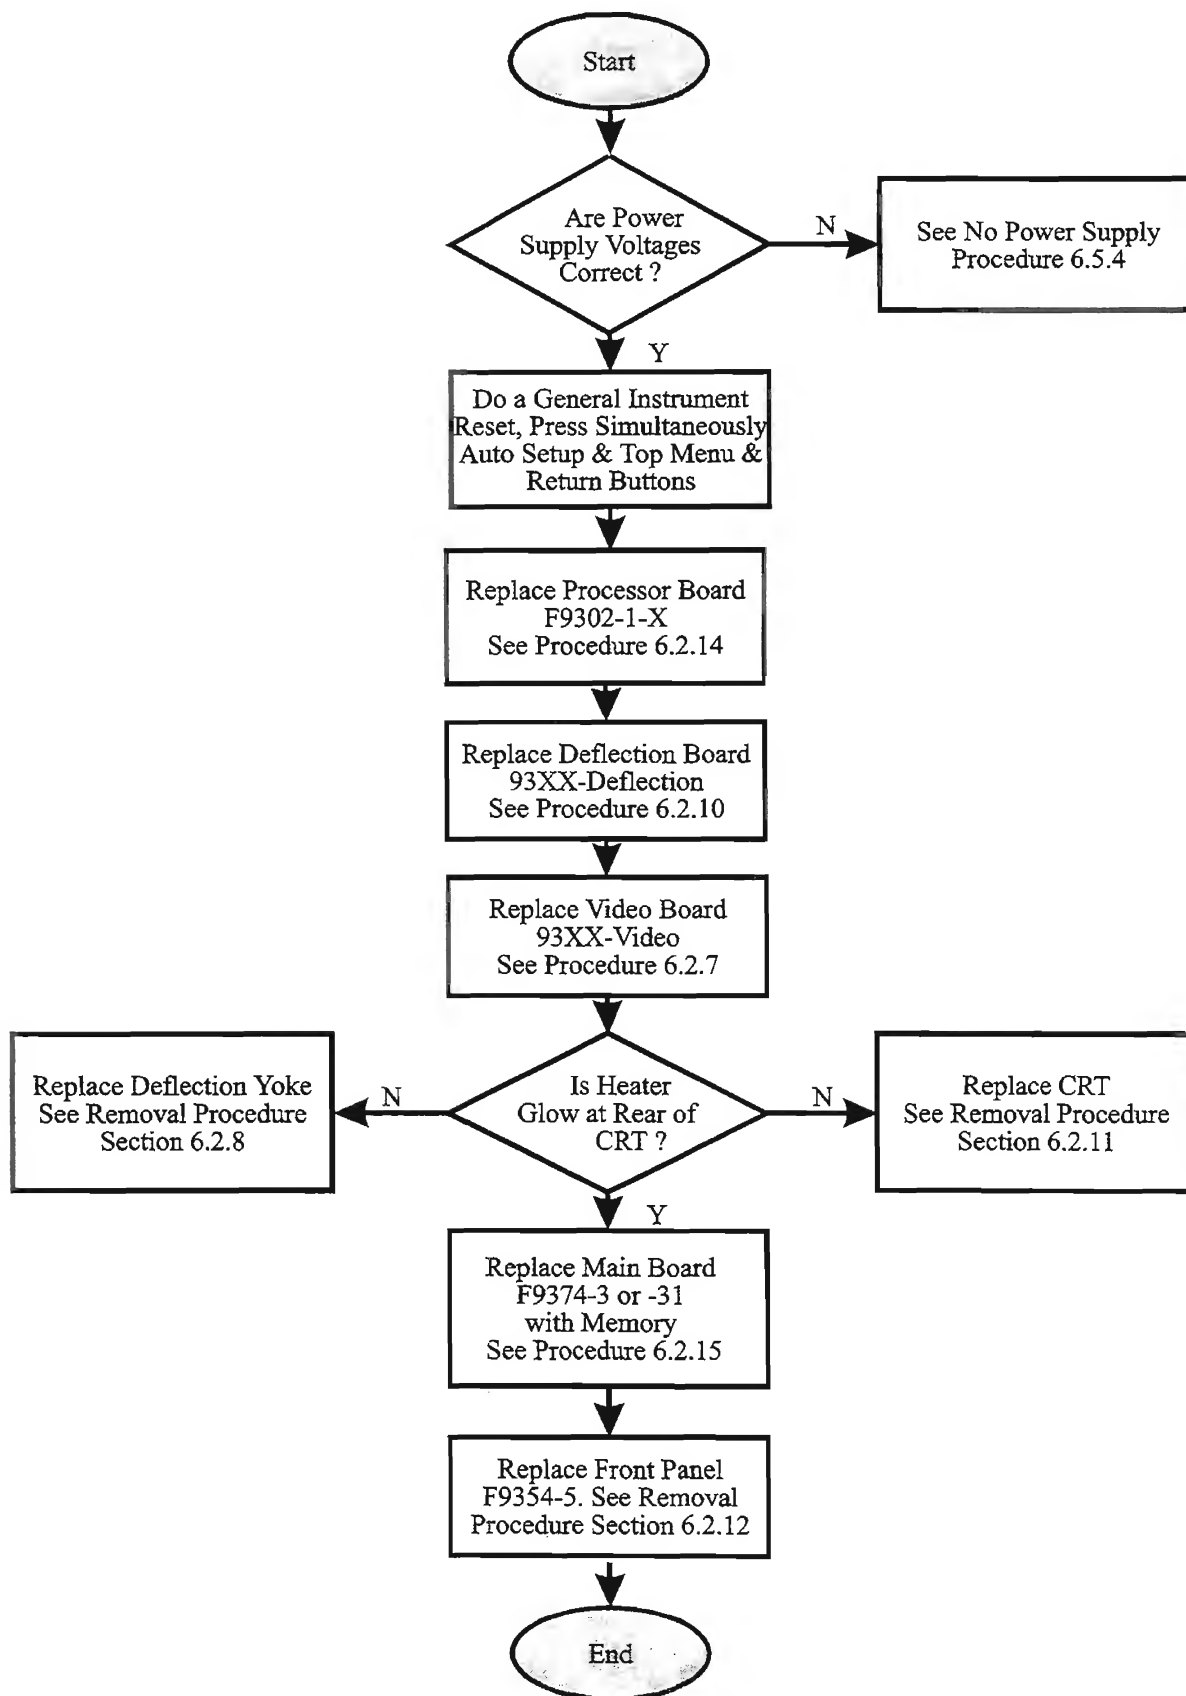 Start
Are Power
Supply Voltages
Correct ?
N
See No Power Supply
Procedure 6.5.4
Y
Do a General Instrument
Reset, Press Simultaneously
Auto Setup & Top Menu &
Return Buttons
Replace Processor Board
F9302-1-X
See Procedure 6.2.14
Replace Deflection Board
93XX-Deflection
See Procedure 6.2.10
Replace Video Board
93XX-Video
See Procedure 6.2.7
Replace Deflection Yoke
See Removal Procedure
Section 6.2.8
N
Is Heater
Glow at Rear of
CRT ?
N
Replace CRT
See Removal Procedure
Section 6.2.11
Y
Replace Main Board
F9374-3 or -31
with Memory
See Procedure 6.2.15
Replace Front Panel
F9354-5. See Removal
Procedure Section 6.2.12
End